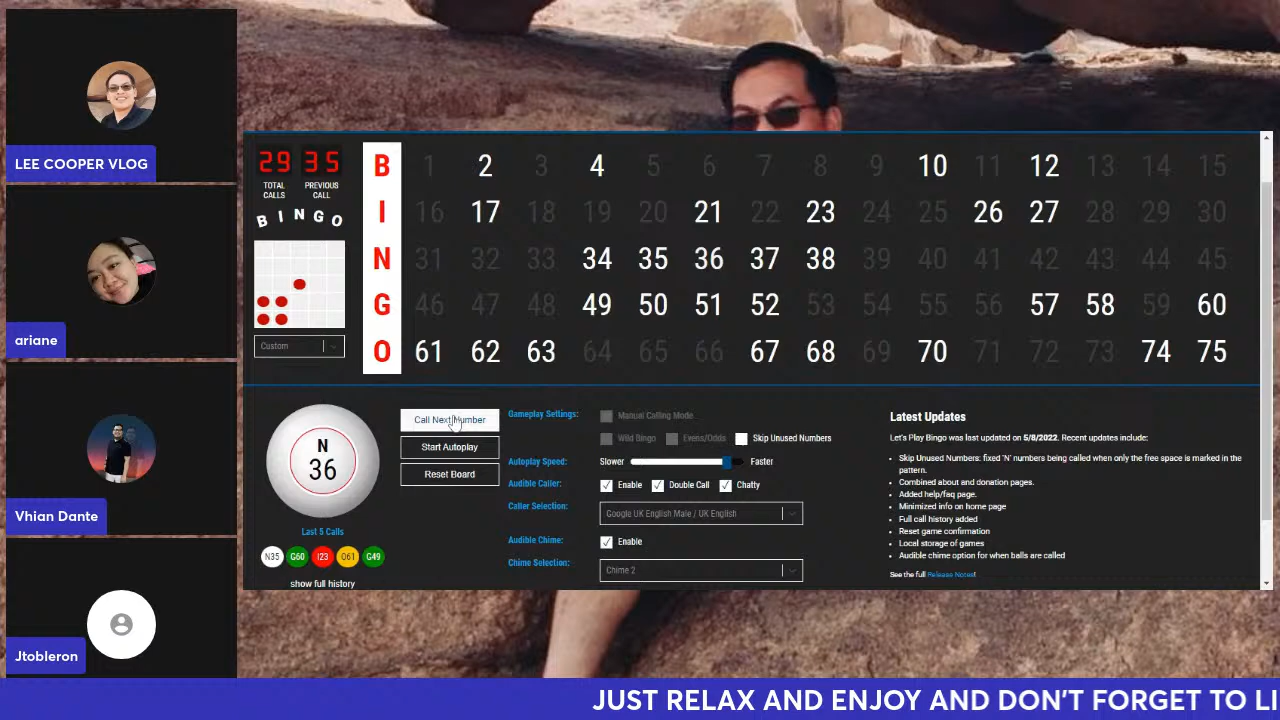 LEE COOPER VLOG
ariane
Vhian Dante
Jtobleron
29 35
TOTAL CALLS
PREVIOUS CALL
BINGO
Custom
B 1 2 3 4 5 6 7 8 9 10 11 12 13 14 15
I 16 17 18 19 20 21 22 23 24 25 26 27 28 29 30
N 31 32 33 34 35 36 37 38 39 40 41 42 43 44 45
G 46 47 48 49 50 51 52 53 54 55 56 57 58 59 60
O 61 62 63 64 65 66 67 68 69 70 71 72 73 74 75
N
36
Last 5 Calls
N35 G60 I23 O61 G49
show full history
Call Next Number
Start Autoplay
Reset Board
Gameplay Settings:
Manual Calling Mode
Wild Bingo Evens/Odds Skip Unused Numbers
Autoplay Speed: Slower Faster
Audible Caller: Enable Double Call Chatty
Caller Selection: Google UK English Male / UK English
Audible Chime: Enable
Chime Selection: Chime 2
Latest Updates
Let's Play Bingo was last updated on 5/8/2022. Recent updates include:
Skip Unused Numbers: fixed 'N' numbers being called when only the free space is marked in the
pattern.
Combined about and donation pages.
Added help/faq page.
Minimized info on home page
Full call history added
Reset game confirmation
Local storage of games
Audible chime option for when balls are called
See the full Release Notes!
JUST RELAX AND ENJOY AND DON'T FORGET TO LI